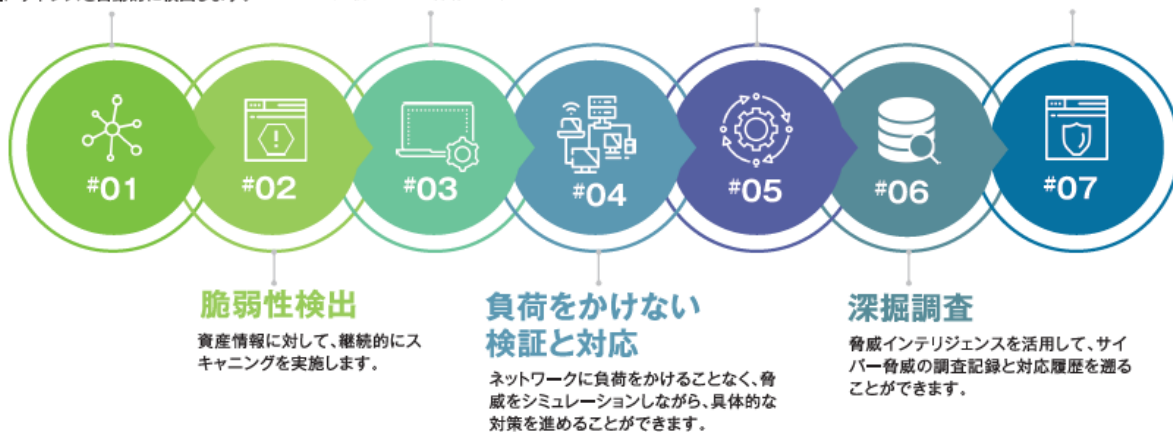 #01
#02
#03
#04
#05
#06
#07
脆弱性検出
資産情報に対して、継続的にス
キャニングを実施します。
負荷をかけない
検証と対応
ネットワークに負荷をかけることなく、脅
威をシミュレーションしながら、具体的な
対策を進めることができます。
深掘調査
脅威インテリジェンスを活用して、サイ
バー脅威の調査記録と対応履歴を遡る
ことができます。